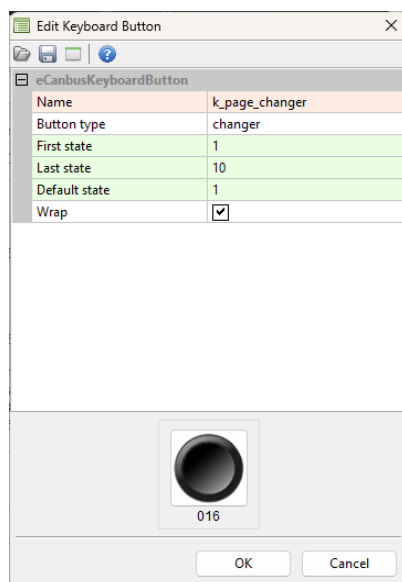 Edit Keyboard Button
eCanbusKeyboardButton
Name k_page_changer
Button type changer
First state 1
Last state 10
Default state 1
Wrap
016
OK Cancel